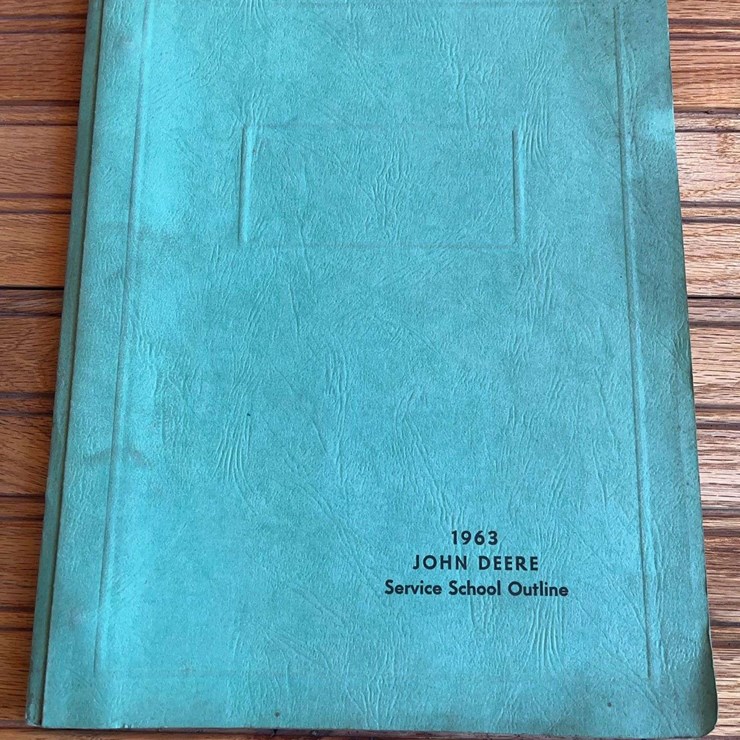 1963
JOHN DEERE
Service School Outline